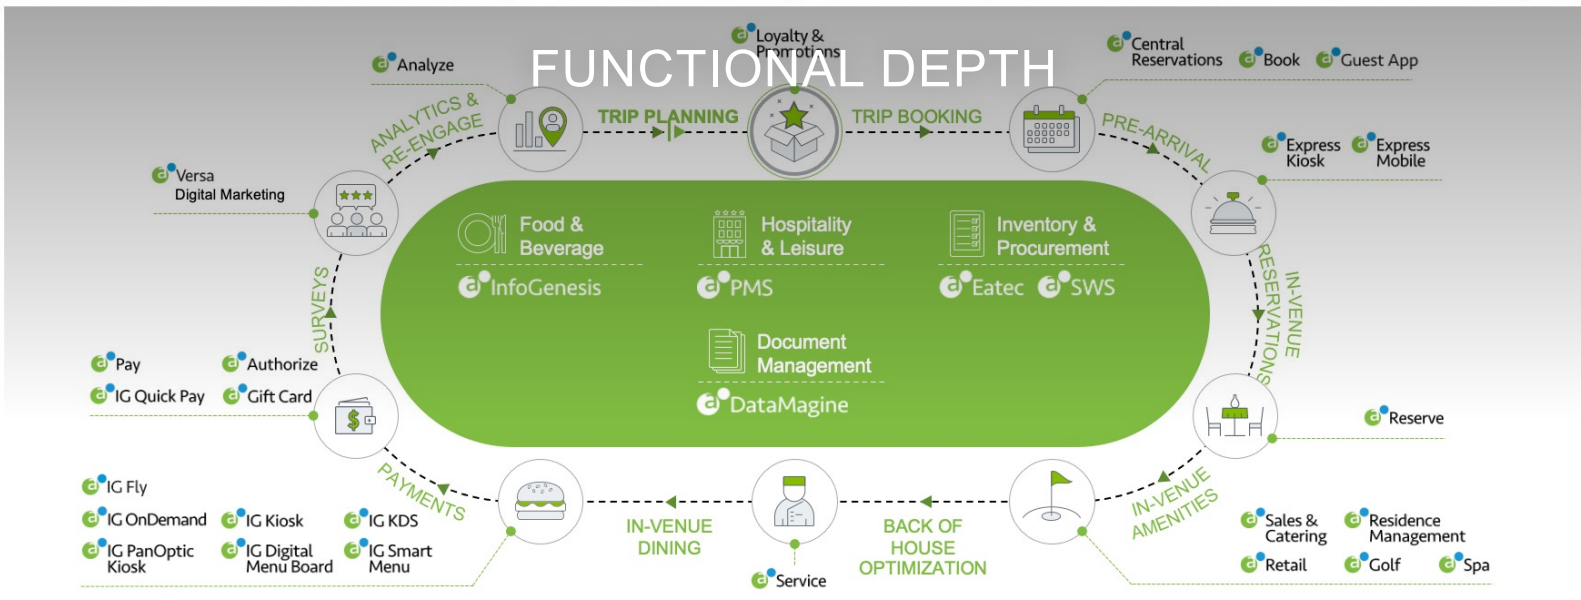 FUNCTIONAL DEPTH
Loyalty &
Promotions
Analyze
Central
Reservations
Book
Guest App
ANALYTICS &
RE-ENGAGE
TRIP PLANNING
TRIP BOOKING
PRE-ARRIVAL
Express
Kiosk
Express
Mobile
Versa
Digital Marketing
Food &
Beverage
InfoGenesis
Hospitality
& Leisure
PMS
Inventory &
Procurement
Eatec
SWS
Document
Management
DataMagine
IN-VENUE
RESERVATIONS
SURVEYS
Pay
Authorize
IG Quick Pay
Gift Card
Reserve
PAYMENTS
IG Fly
IG OnDemand
IG Kiosk
IG KDS
IG PanOptic
Kiosk
IG Digital
Menu Board
IG Smart
Menu
IN-VENUE
DINING
Service
BACK OF
HOUSE
OPTIMIZATION
IN-VENUE
AMENITIES
Sales &
Catering
Residence
Management
Retail
Golf
Spa